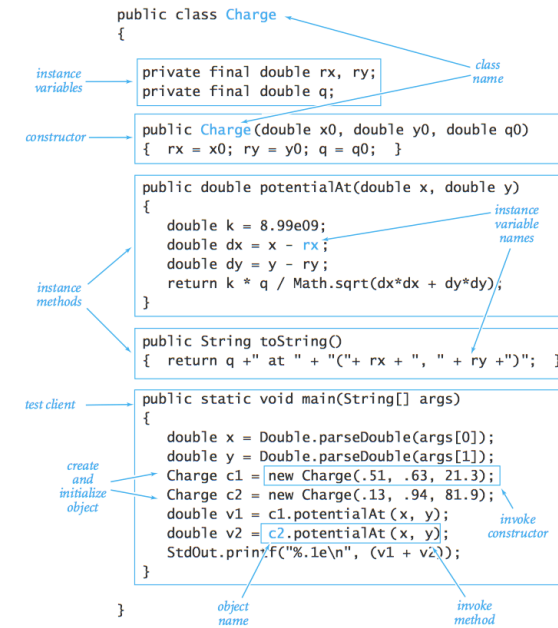 public class Charge
{
class
name
instance
variables
private final double rx, ry;
private final double q;
constructor
public Charge(double x0, double y0, double q0)
{  rx = x0; ry = y0; q = q0;  }
public double potentialAt(double x, double y)
{
double k = 8.99e09;
double dx = x - rx;
double dy = y - ry;
return k * q / Math.sqrt(dx*dx + dy*dy);
}
instance
variable
names
instance
methods
public String toString()
{  return q +" at " + "("+ rx + ", " + ry +")";  }
test client
public static void main(String[] args)
{
double x = Double.parseDouble(args[0]);
double y = Double.parseDouble(args[1]);
Charge c1 = new Charge(.51, .63, 21.3);
Charge c2 = new Charge(.13, .94, 81.9);
double v1 = c1.potentialAt(x, y);
double v2 = c2.potentialAt(x, y);
StdOut.printf("%.1e\n", (v1 + v2));
}
create
and
initialize
object
invoke
constructor
}
object
name
invoke
method